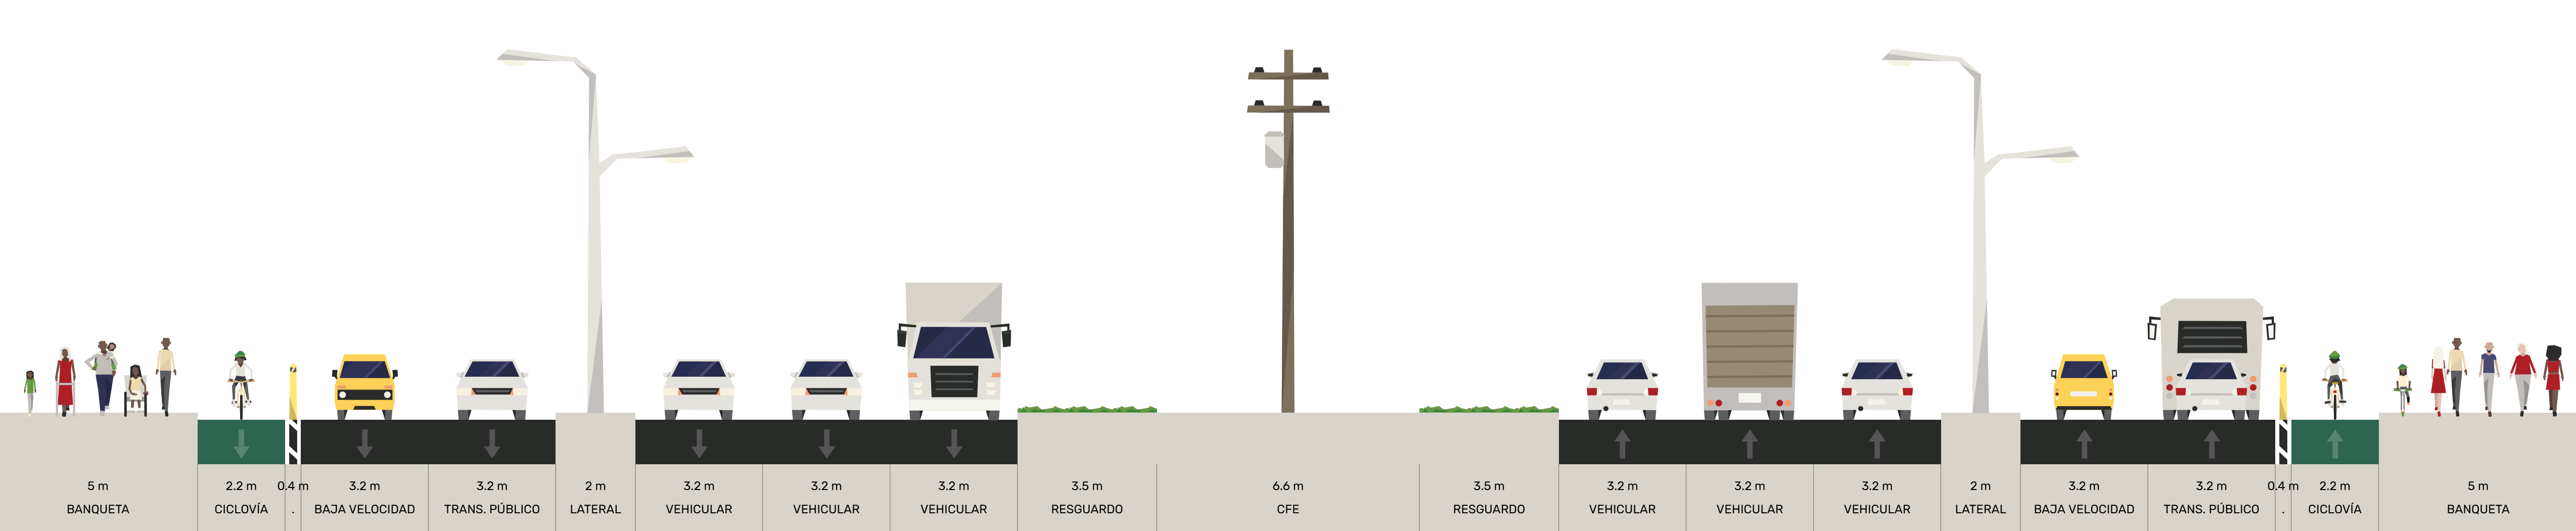 5 m 2.2 m 0.4 m 3.2 m 3.2 m 2 m 3.2 m 3.2 m 3.2 m 3.5 m 6.6 m 3.5 m 3.2 m 3.2 m 3.2 m 2 m 3.2 m 3.2 m 0.4 m 2.2 m 5 m
BANQUETA CICLOVÍA . BAJA VELOCIDAD TRANS. PÚBLICO LATERAL VEHICULAR VEHICULAR VEHICULAR RESGUARDO CFE RESGUARDO VEHICULAR VEHICULAR VEHICULAR LATERAL BAJA VELOCIDAD TRANS. PÚBLICO . CICLOVÍA BANQUETA